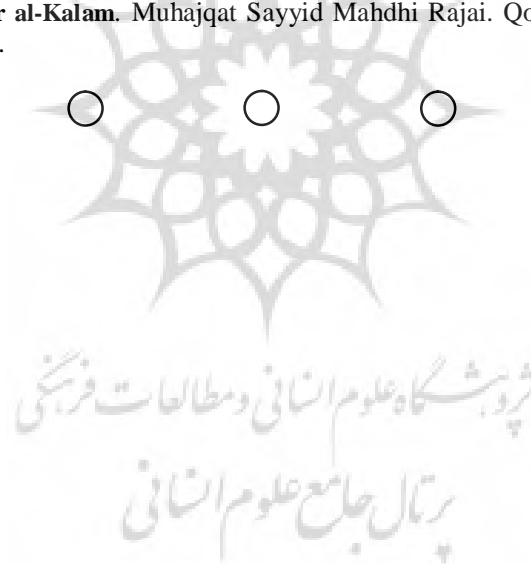 r al-Kalam. Muhajqat Sayyid Mahdhi Rajai. Qo
.
پژوهشگاه علوم انسانی و مطالعات فرهنگی
پرتال جامع علوم انسانی